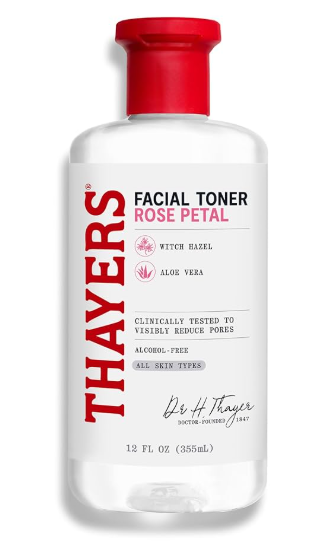 THAYERS®
FACIAL TONER
ROSE PETAL
WITCH HAZEL
ALOE VERA
CLINICALLY TESTED TO
VISIBLY REDUCE PORES
ALCOHOL-FREE
ALL SKIN TYPES
Dr H. Thayer
DOCTOR-FOUNDED 1847
12 FL OZ (355mL)